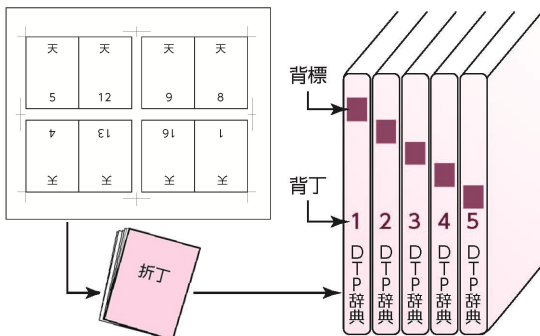 天 天 天 天
5 12 9 8
4 13 16 1
天 天 天 天
折丁
背標
背丁
1 2 3 4 5
DTP辞典
DTP辞典
DTP辞典
DTP辞典
DTP辞典